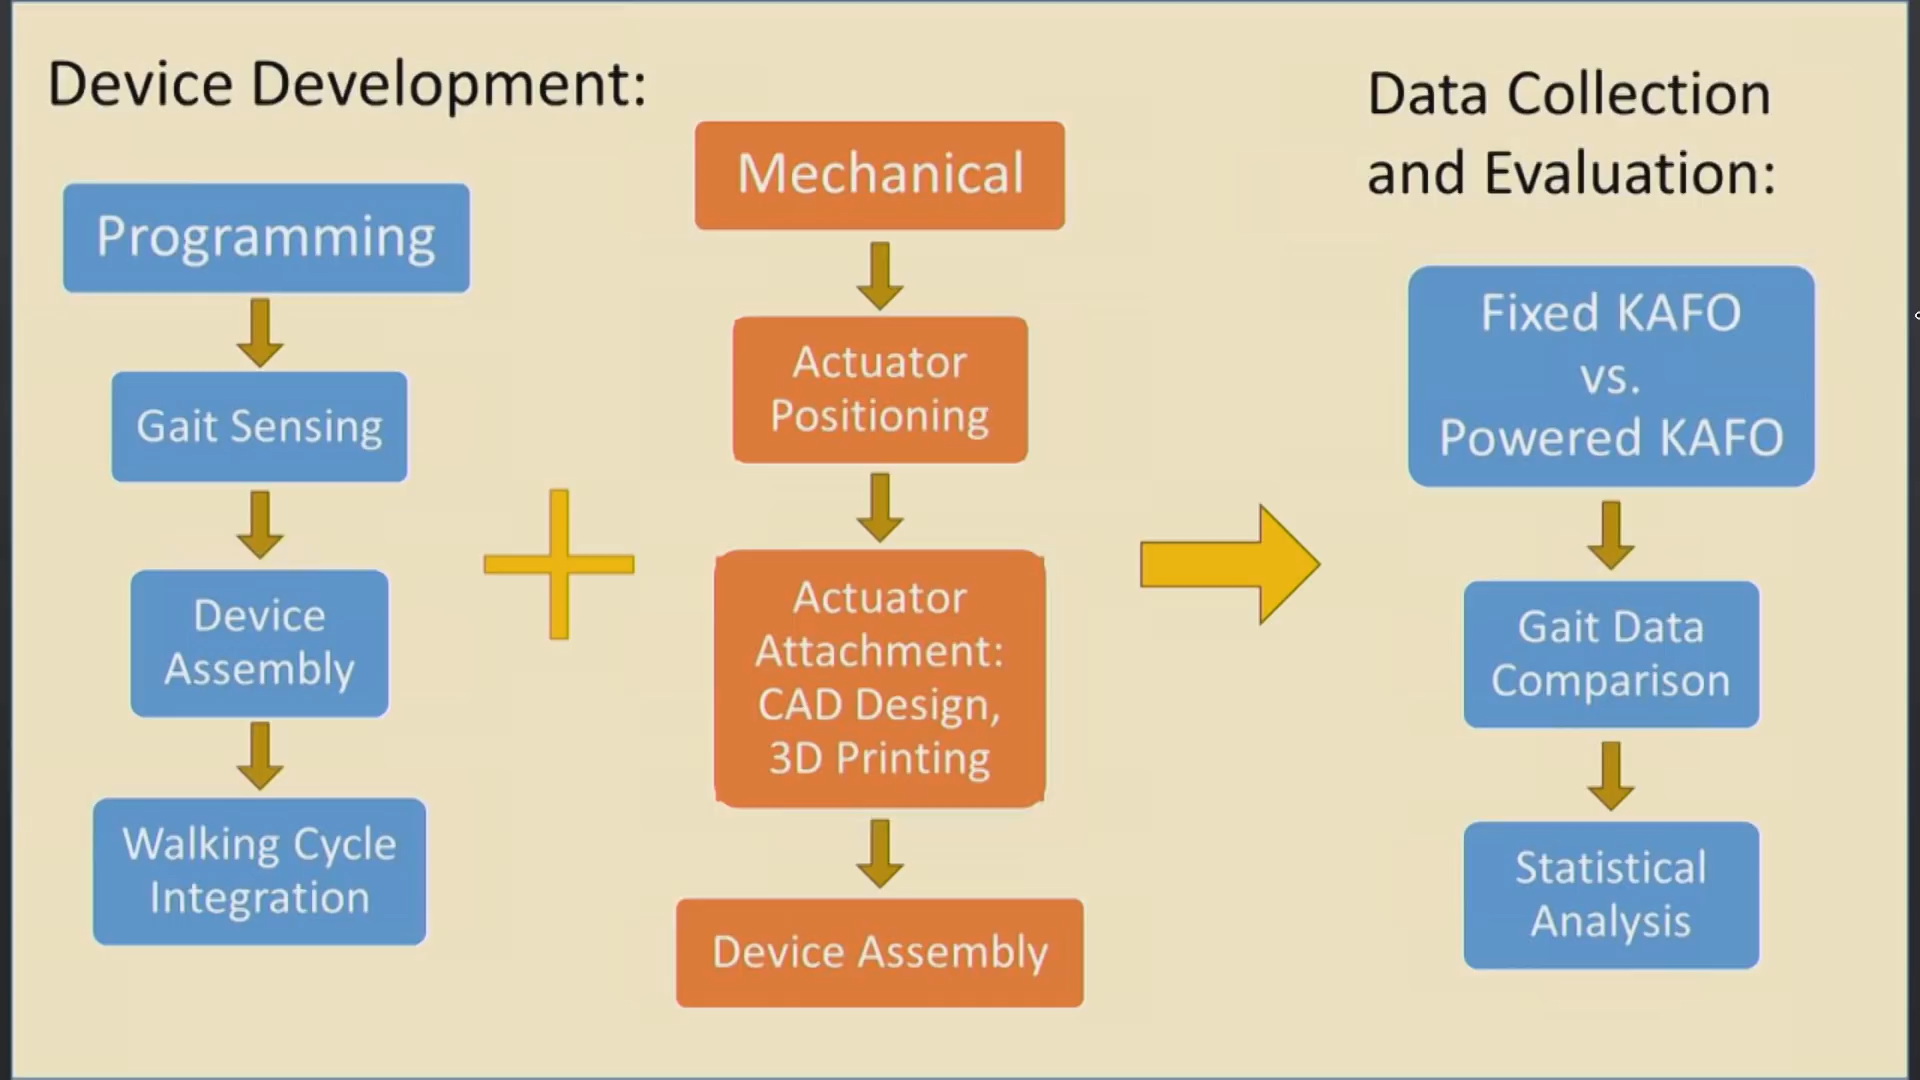 Device Development:
Programming
Gait Sensing
Device
Assembly
Walking Cycle
Integration
Mechanical
Actuator
Positioning
Actuator
Attachment:
CAD Design,
3D Printing
Device Assembly
Data Collection
and Evaluation:
Fixed KAFO
vs.
Powered KAFO
Gait Data
Comparison
Statistical
Analysis